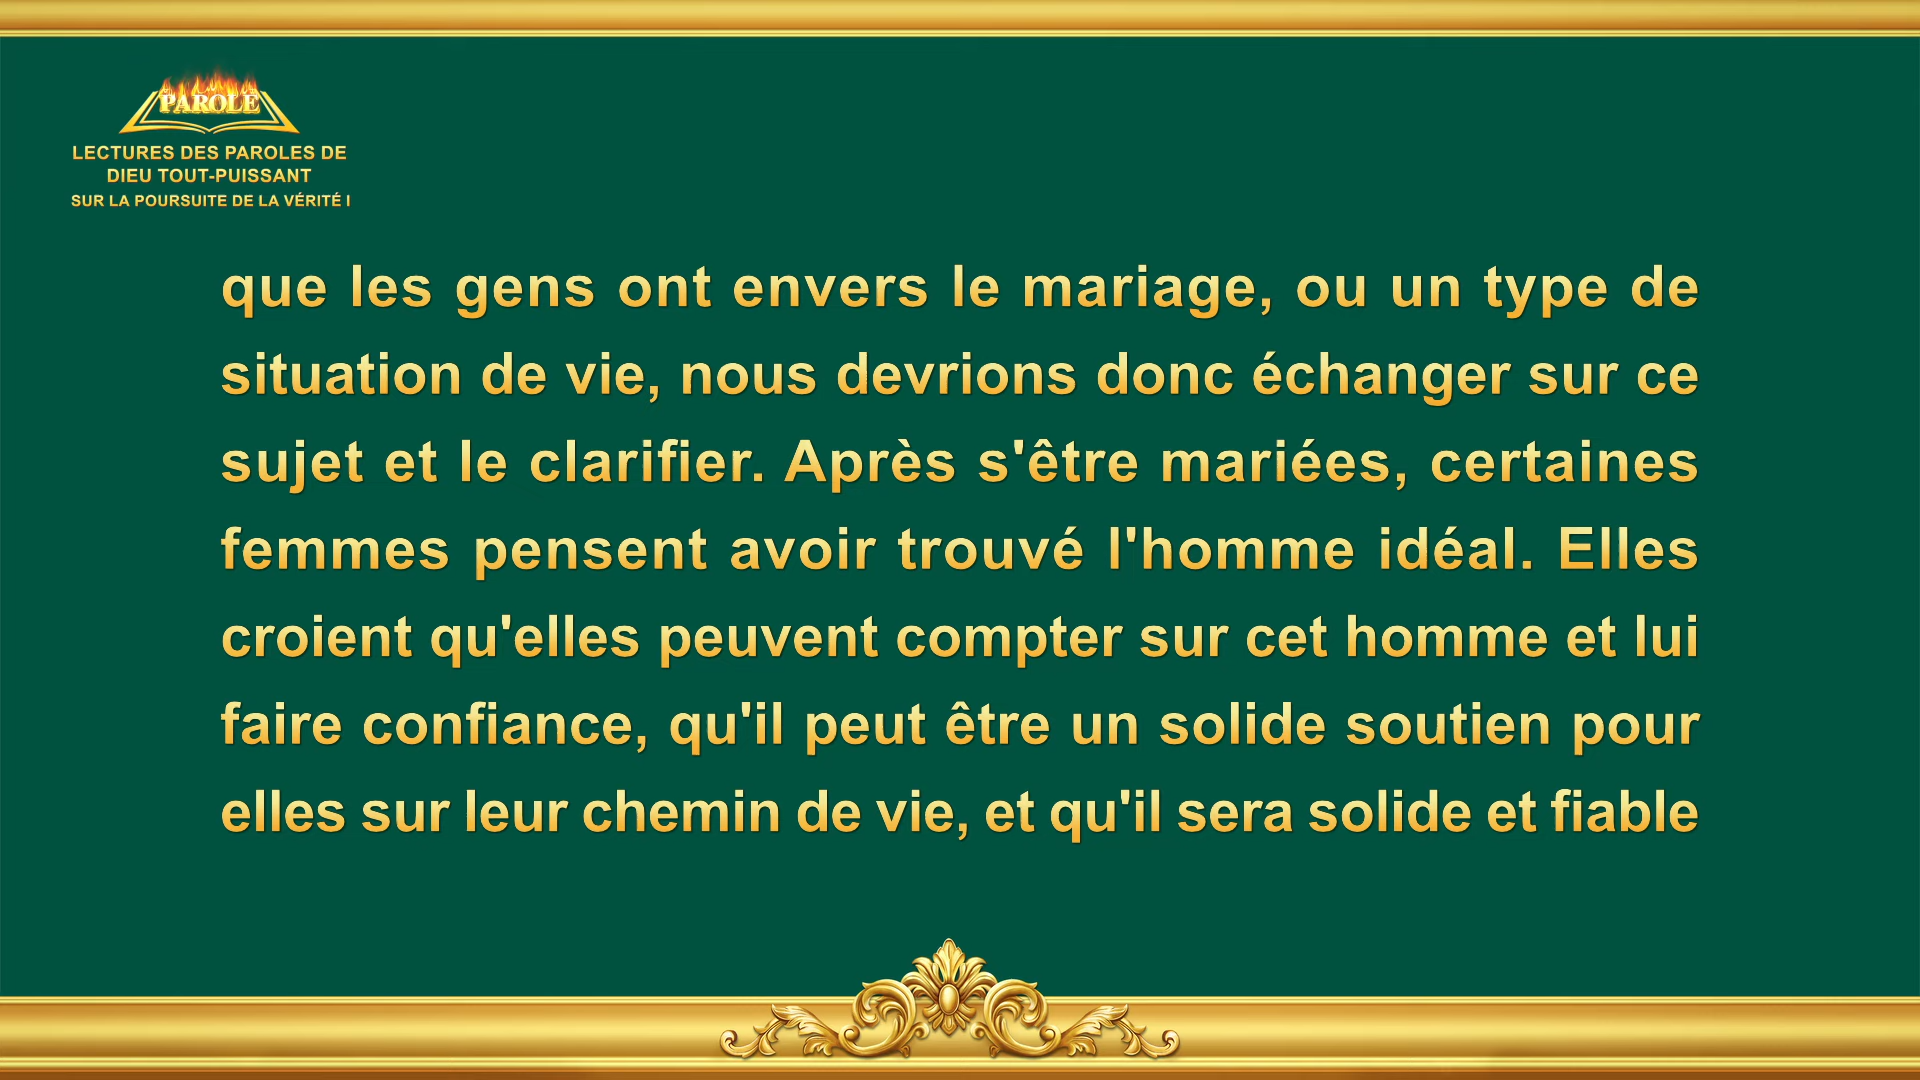 PAROLE
LECTURES DES PAROLES DE
DIEU TOUT-PUISSANT
SUR LA POURSUITE DE LA VÉRITÉ I
que les gens ont envers le mariage, ou un type de
situation de vie, nous devrions donc échanger sur ce
sujet et le clarifier. Après s'être mariées, certaines
femmes pensent avoir trouvé l'homme idéal. Elles
croient qu'elles peuvent compter sur cet homme et lui
faire confiance, qu'il peut être un solide soutien pour
elles sur leur chemin de vie, et qu'il sera solide et fiable